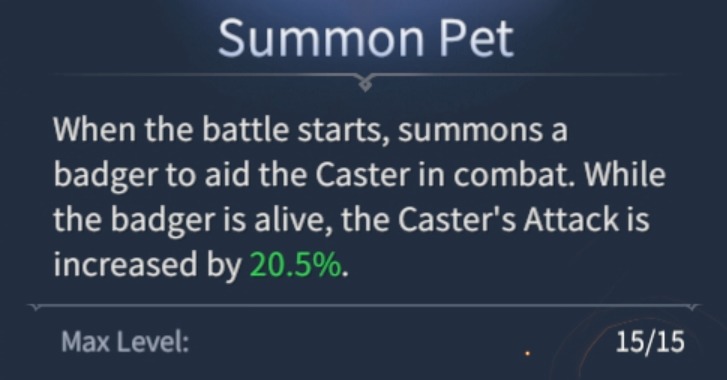 Summon Pet
When the battle starts, summons a
badger to aid the Caster in combat. While
the badger is alive, the Caster's Attack is
increased by 20.5%.
Max Level: 15/15